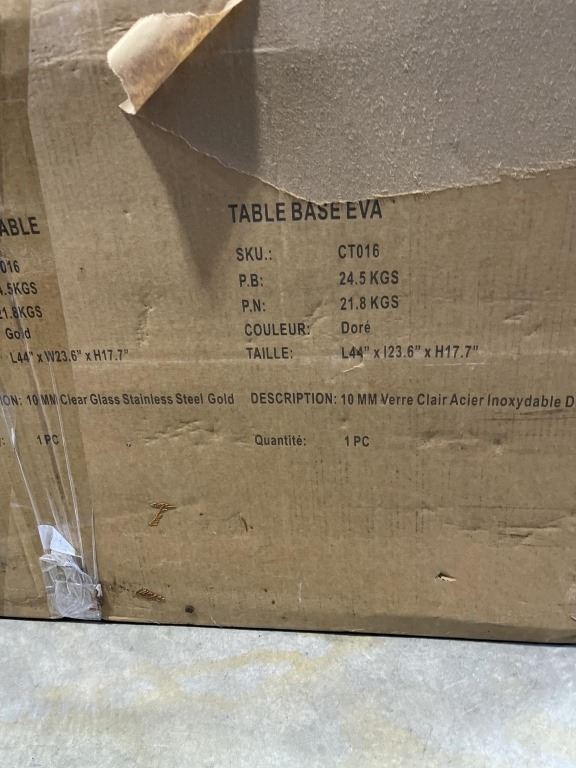 ABLE
016
.5KGS
21.8KGS
Gold
L44" x W23.6" x H17.7"
ION: 10 MM Clear Glass Stainless Steel Gold
: 1 PC
TABLE BASE EVA
SKU.: CT016
P.B: 24.5 KGS
P.N: 21.8 KGS
COULEUR: Doré
TAILLE: L44" x l23.6" x H17.7"
DESCRIPTION: 10 MM Verre Clair Acier Inoxydable D
Quantité: 1 PC